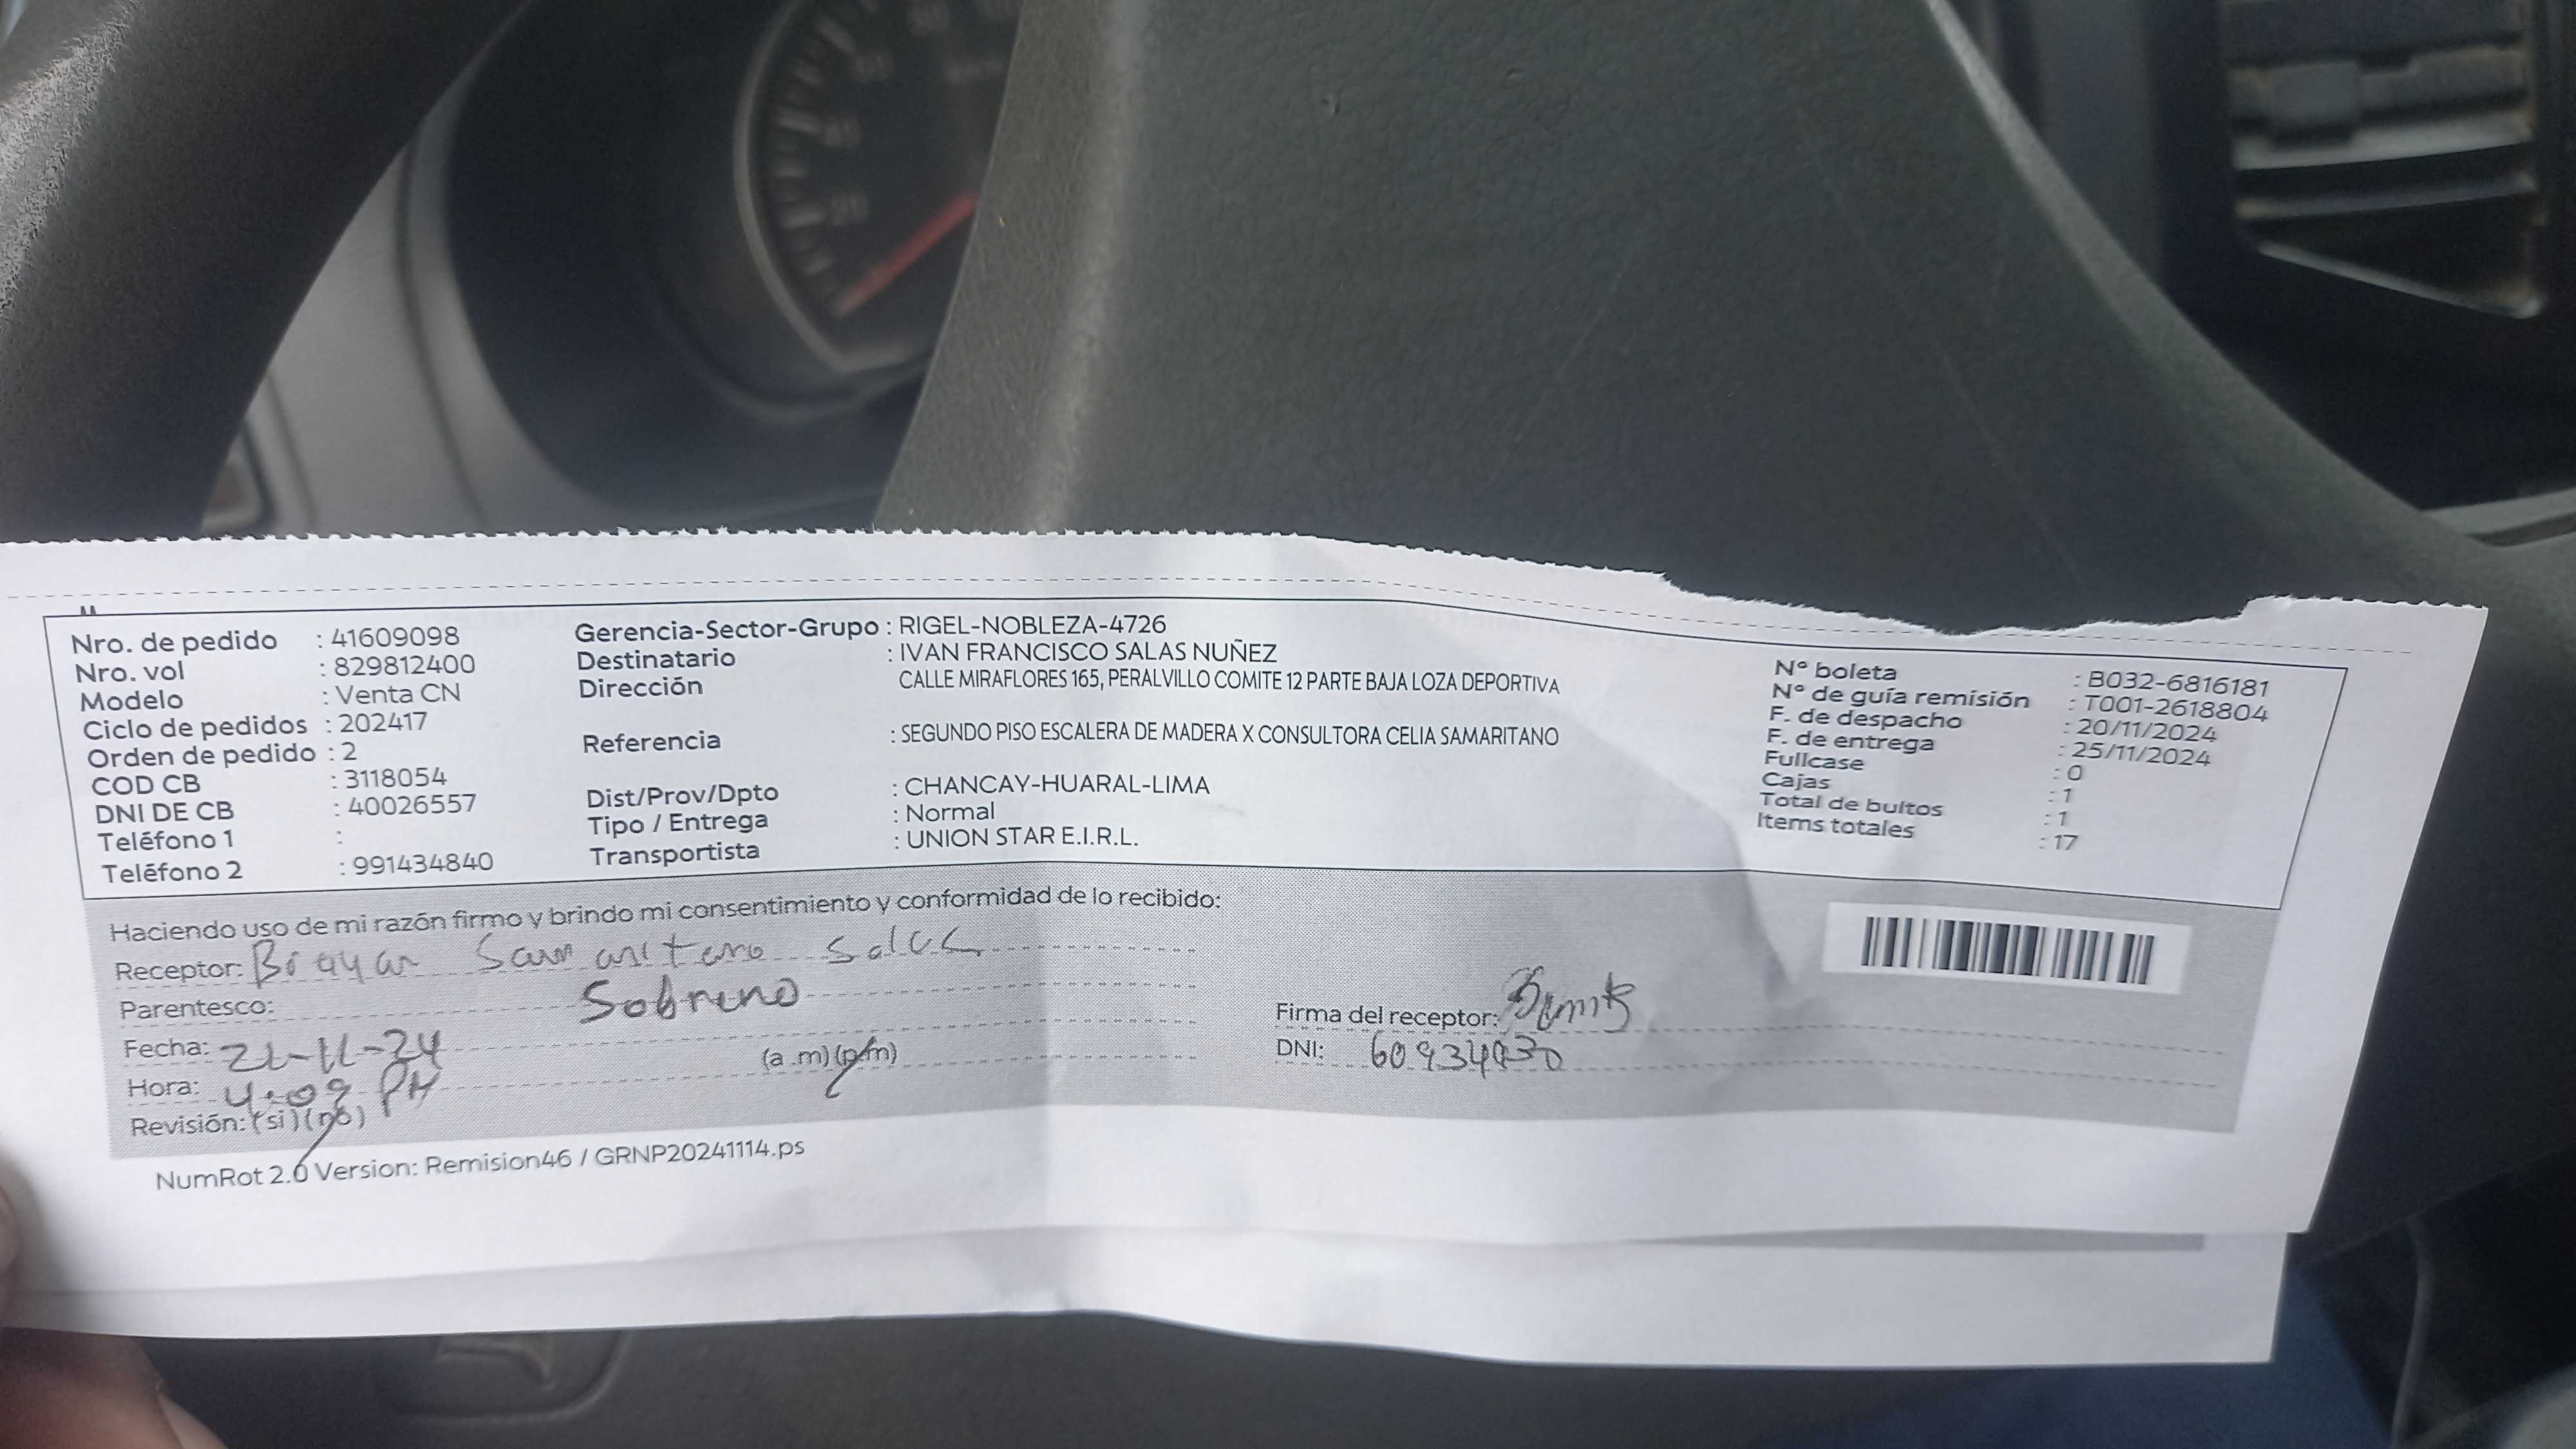 Nro. de pedido : 41609098
Nro. vol : 829812400
Modelo : Venta CN
Ciclo de pedidos : 202417
Orden de pedido : 2
COD CB : 3118054
DNI DE CB : 40026557
Teléfono 1 :
Teléfono 2 : 991434840
Gerencia-Sector-Grupo : RIGEL-NOBLEZA-4726
Destinatario : IVAN FRANCISCO SALAS NUÑEZ
Dirección CALLE MIRAFLORES 165, PERALVILLO COMITE 12 PARTE BAJA LOZA DEPORTIVA
Referencia : SEGUNDO PISO ESCALERA DE MADERA X CONSULTORA CELIA SAMARITANO
Dist/Prov/Dpto : CHANCAY-HUARAL-LIMA
Tipo / Entrega : Normal
Transportista : UNION STAR E.I.R.L.
Nº boleta : B032-6816181
Nº de guía remisión : T001-2618804
F. de despacho : 20/11/2024
F. de entrega : 25/11/2024
Fullcase : 0
Cajas : 1
Total de bultos : 1
Items totales : 17
Haciendo uso de mi razón firmo y brindo mi consentimiento y conformidad de lo recibido:
Receptor: Samaritano Salas
Parentesco: Sobrino
Fecha:
Hora: 4:09 PM (a.m)(p.m)
Revisión: (si)(no)
Firma del receptor:
DNI:
NumRot 2.0 Version: Remision46 / GRNP20241114.ps